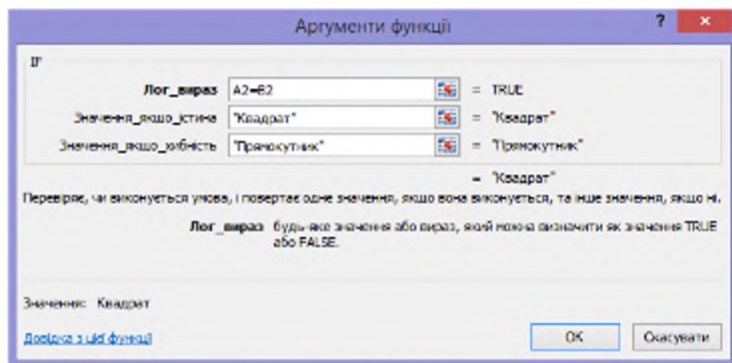 Аргументи функції
? ×
IF
Лог_вираз A2=B2 = TRUE
Значення_якщо_істина "Квадрат" = "Квадрат"
Значення_якщо_хибність "Прямокутник" = "Прямокутник"
= "Квадрат"
Перевіряє, чи виконується умова, і повертає одне значення, якщо вона виконується, та інше значення, якщо ні.
Лог_вираз будь-яке значення або вираз, який можна визначити як значення TRUE
або FALSE.
Значення: Квадрат
Довідка з цієї функції OK Скасувати